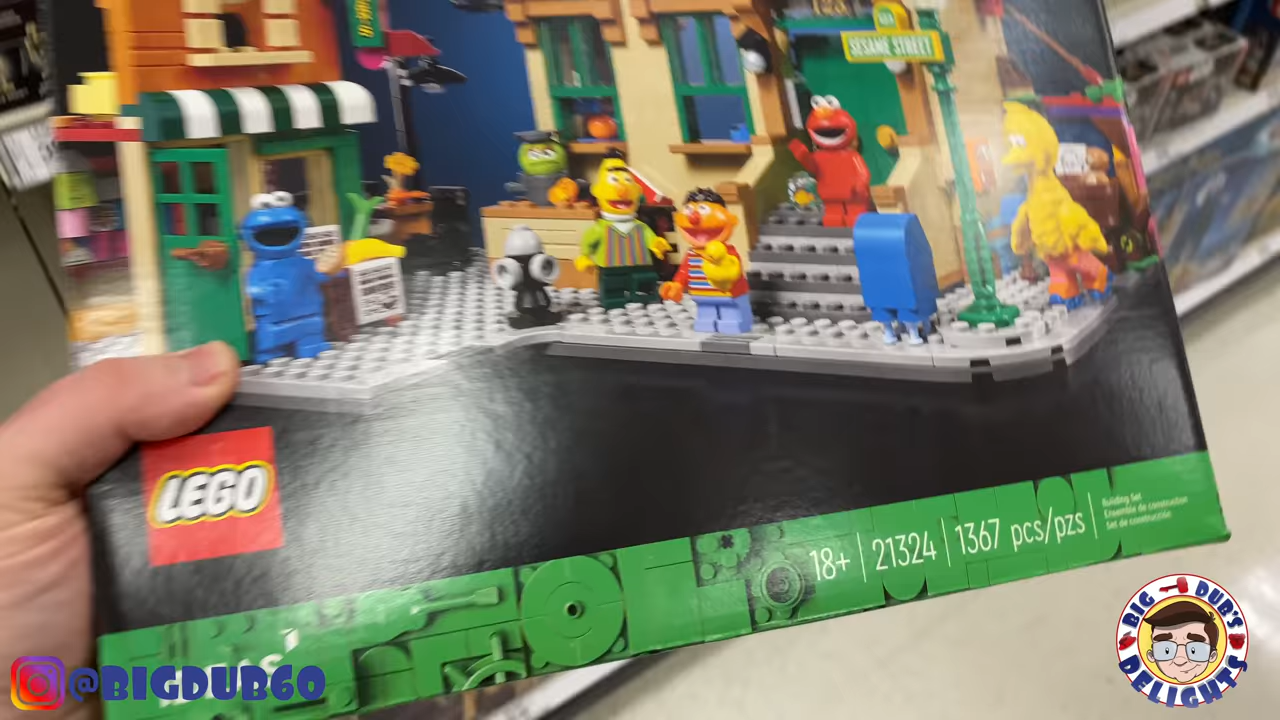 SESAME STREET
LEGO
18+ | 21324 | 1367 pcs/pzs
Building Set
Ensemble de construction
Set de construcción
@BIGDUB60
BIG DUB'S
DELIGHTS